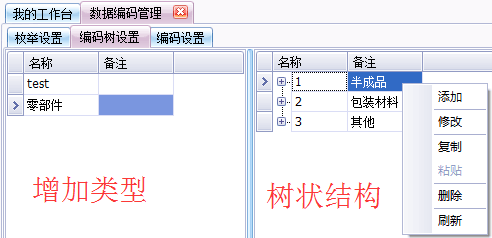 我的工作台 数据编码管理
枚举设置 编码树设置 编码设置
名称 备注
test
零部件
增加类型
名称 备注
1 半成品
2 包装材料
3 其他
树状结构
添加
修改
复制
粘贴
删除
刷新